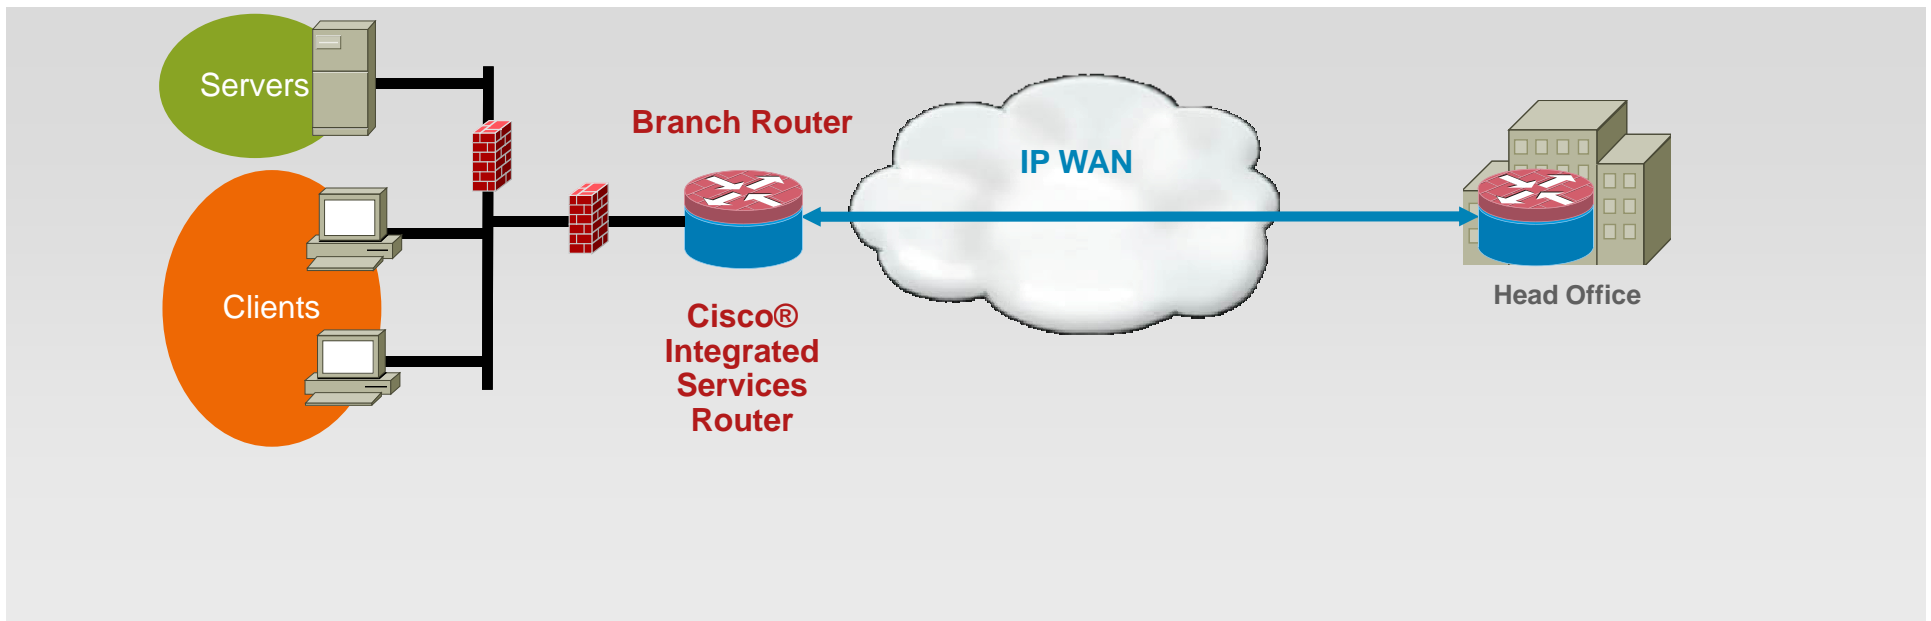 Servers
Branch Router
IP WAN
Clients
Head Office
Cisco®
Integrated
Services
Router